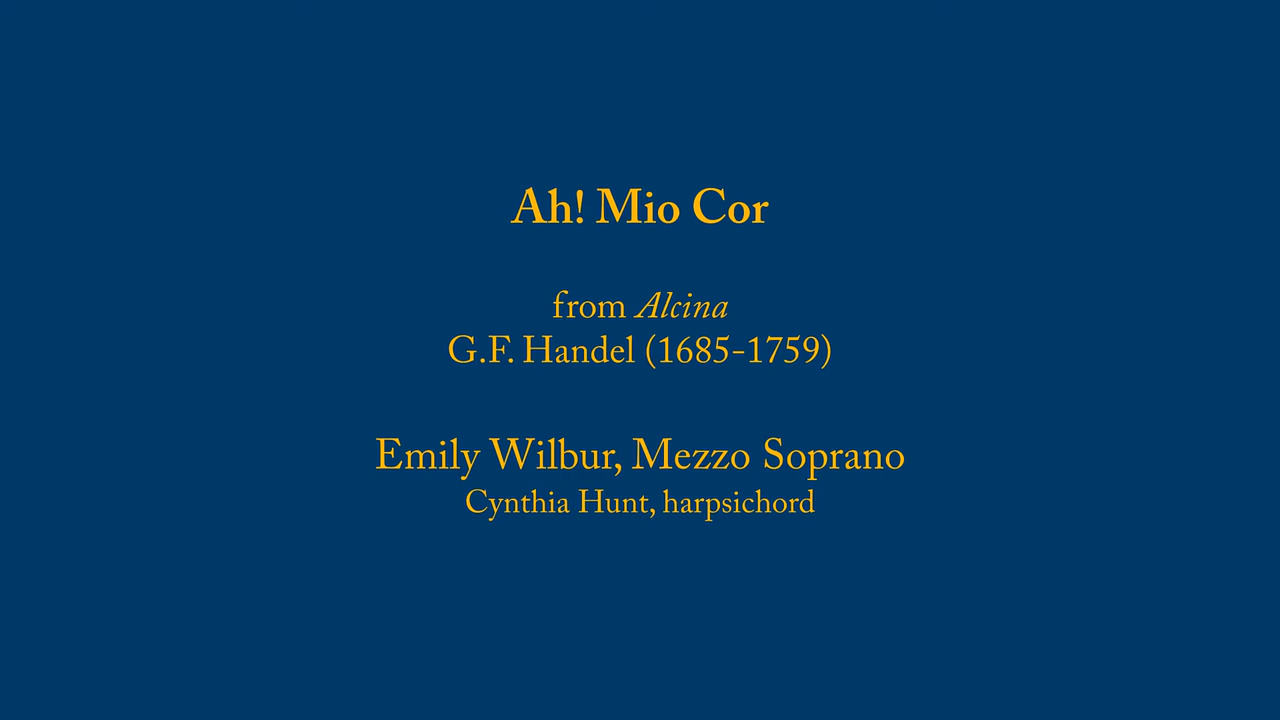 Ah! Mio Cor
from Alcina
G.F. Handel (1685-1759)
Emily Wilbur, Mezzo Soprano
Cynthia Hunt, harpsichord